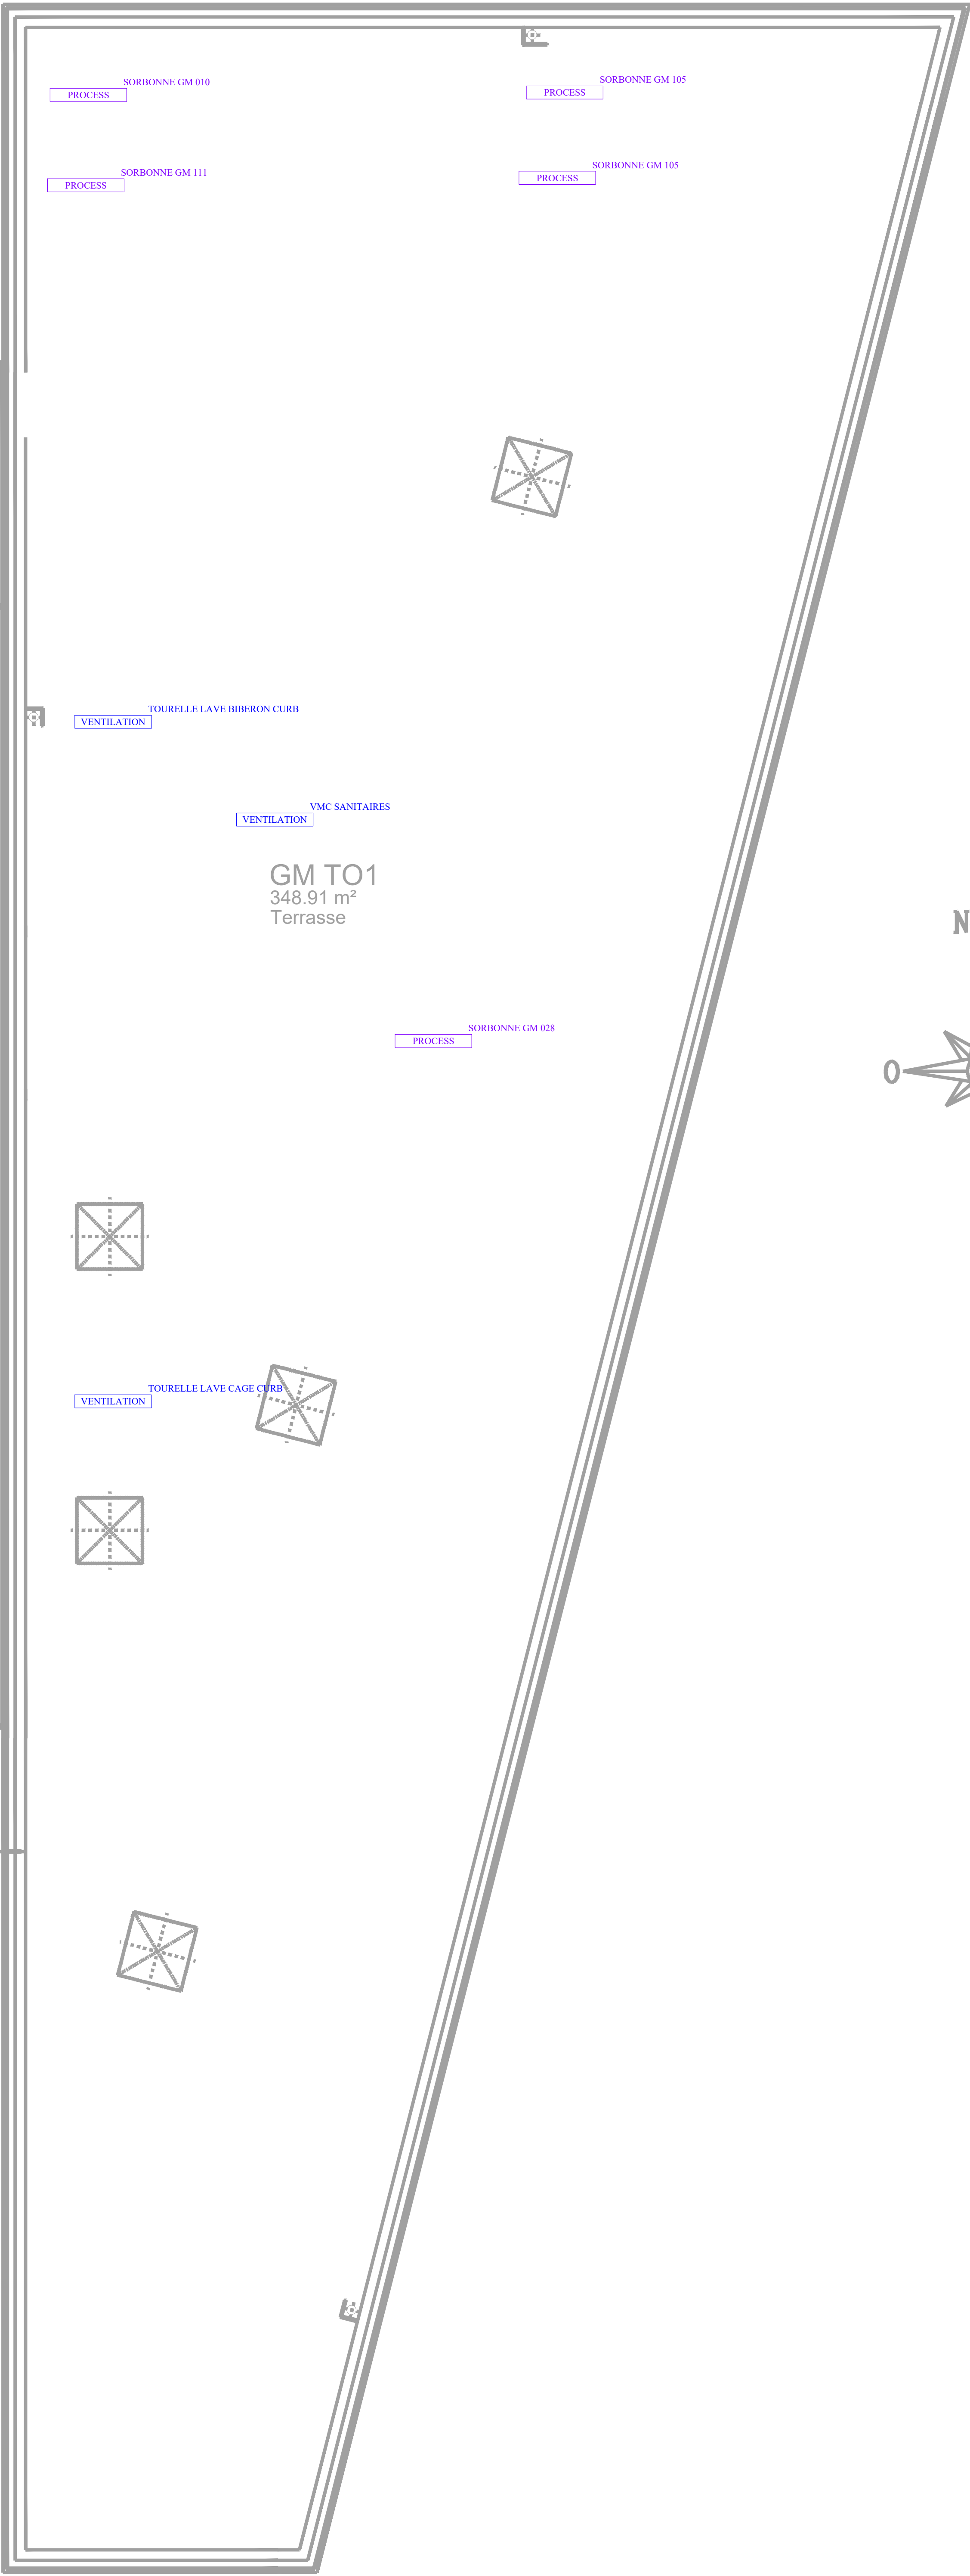 SORBONNE GM 010
PROCESS
SORBONNE GM 105
PROCESS
SORBONNE GM 111
PROCESS
SORBONNE GM 105
PROCESS
TOURELLE LAVE BIBERON CURB
VENTILATION
VMC SANITAIRES
VENTILATION
GM TO1
348.91 m²
Terrasse
N
SORBONNE GM 028
PROCESS
O
TOURELLE LAVE CAGE CURB
VENTILATION